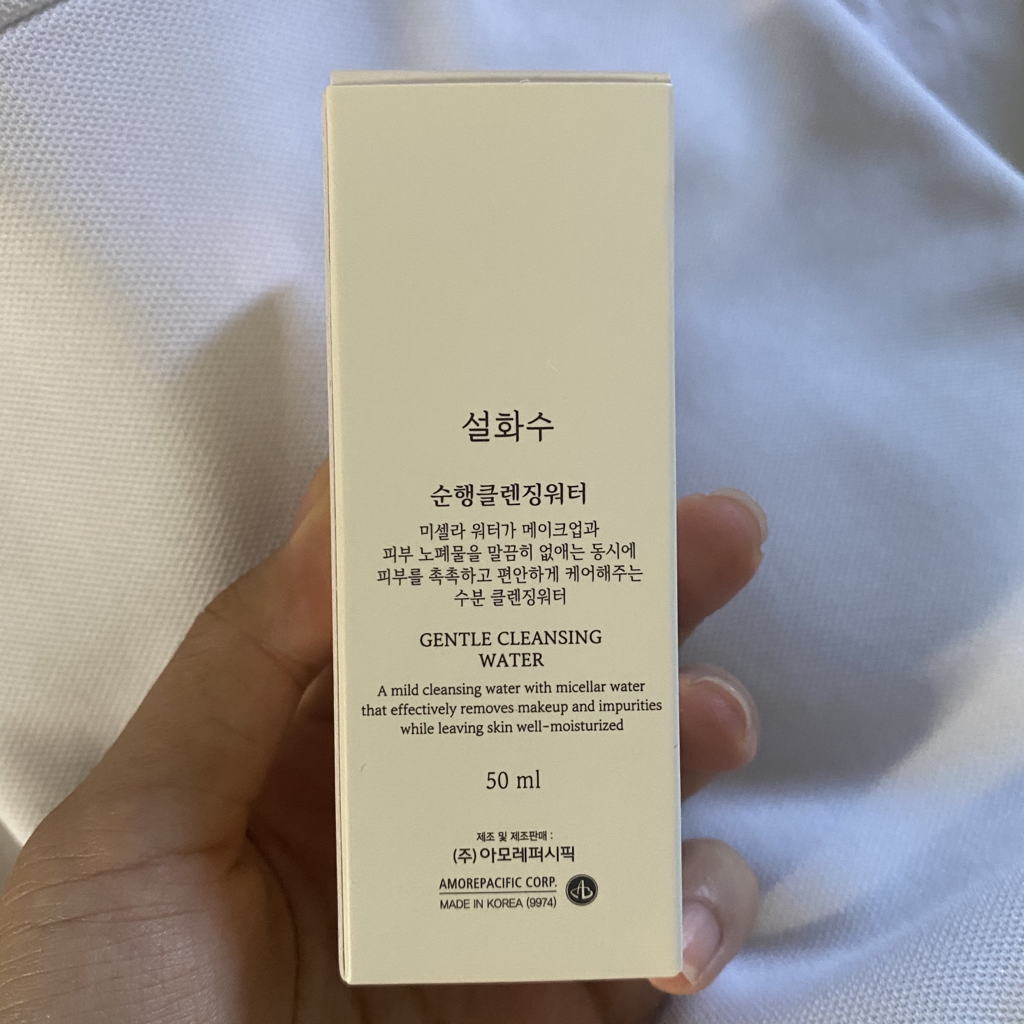 설화수
순행클렌징워터
미셀라 워터가 메이크업과
피부 노폐물을 말끔히 없애는 동시에
피부를 촉촉하고 편안하게 케어해주는
수분 클렌징워터
GENTLE CLEANSING
WATER
A mild cleansing water with micellar water
that effectively removes makeup and impurities
while leaving skin well-moisturized
50 ml
제조 및 제조판매 :
(주)아모레퍼시픽
AMOREPACIFIC CORP.
MADE IN KOREA (9974)